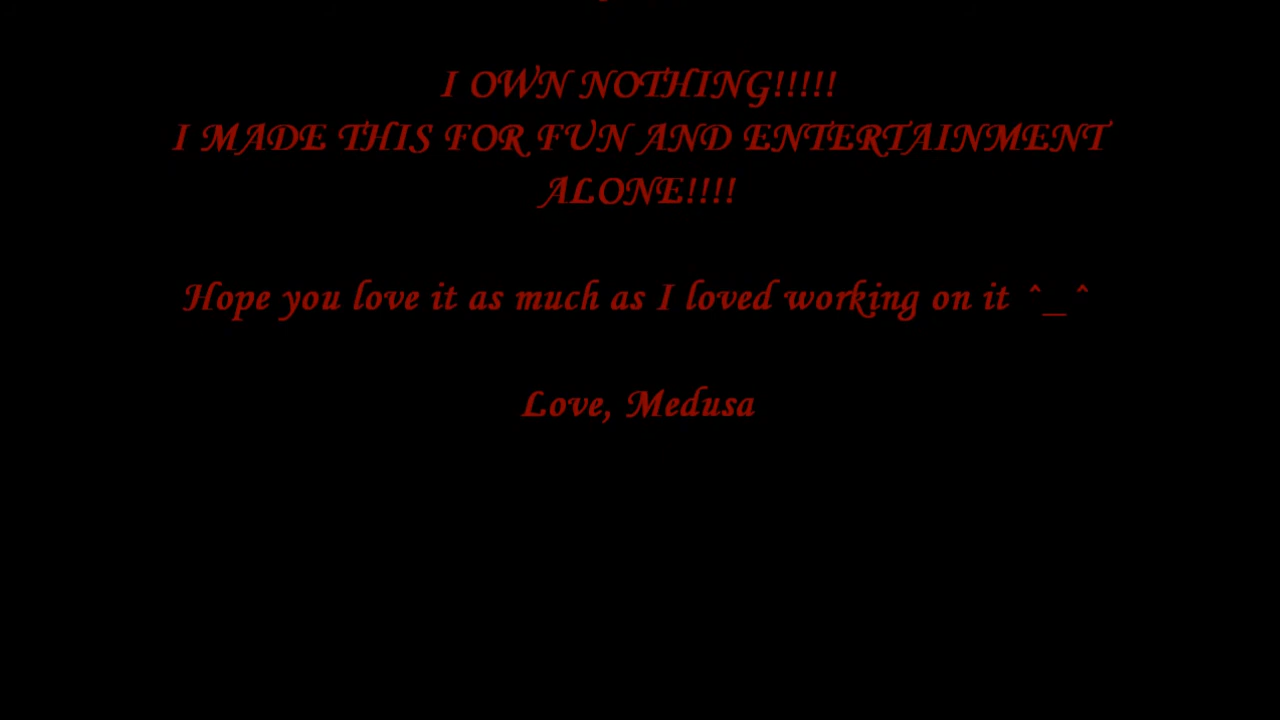 I OWN NOTHING!!!!!
I MADE THIS FOR FUN AND ENTERTAINMENT
ALONE!!!!
Hope you love it as much as I loved working on it ^_^
Love, Medusa